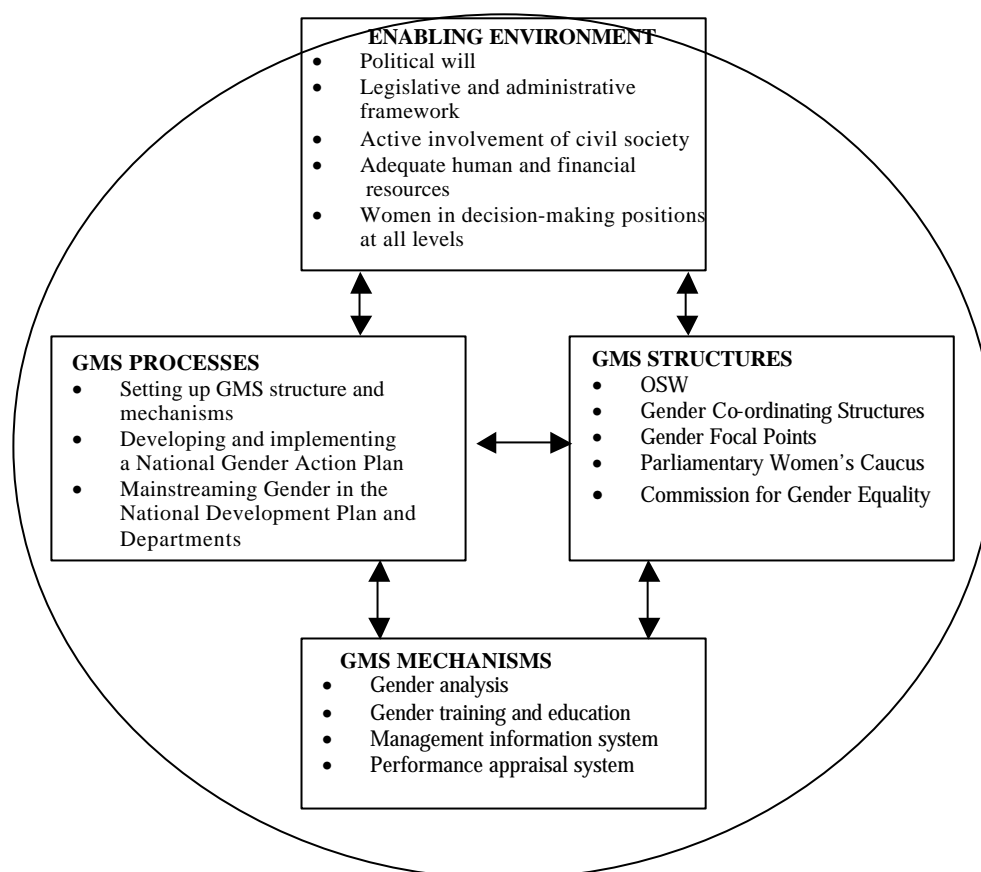 ENABLING ENVIRONMENT
• Political will
• Legislative and administrative
framework
• Active involvement of civil society
• Adequate human and financial
resources
• Women in decision-making positions
at all levels
GMS PROCESSES
• Setting up GMS structure and
mechanisms
• Developing and implementing
a National Gender Action Plan
• Mainstreaming Gender in the
National Development Plan and
Departments
GMS STRUCTURES
• OSW
• Gender Co-ordinating Structures
• Gender Focal Points
• Parliamentary Women's Caucus
• Commission for Gender Equality
GMS MECHANISMS
• Gender analysis
• Gender training and education
• Management information system
• Performance appraisal system